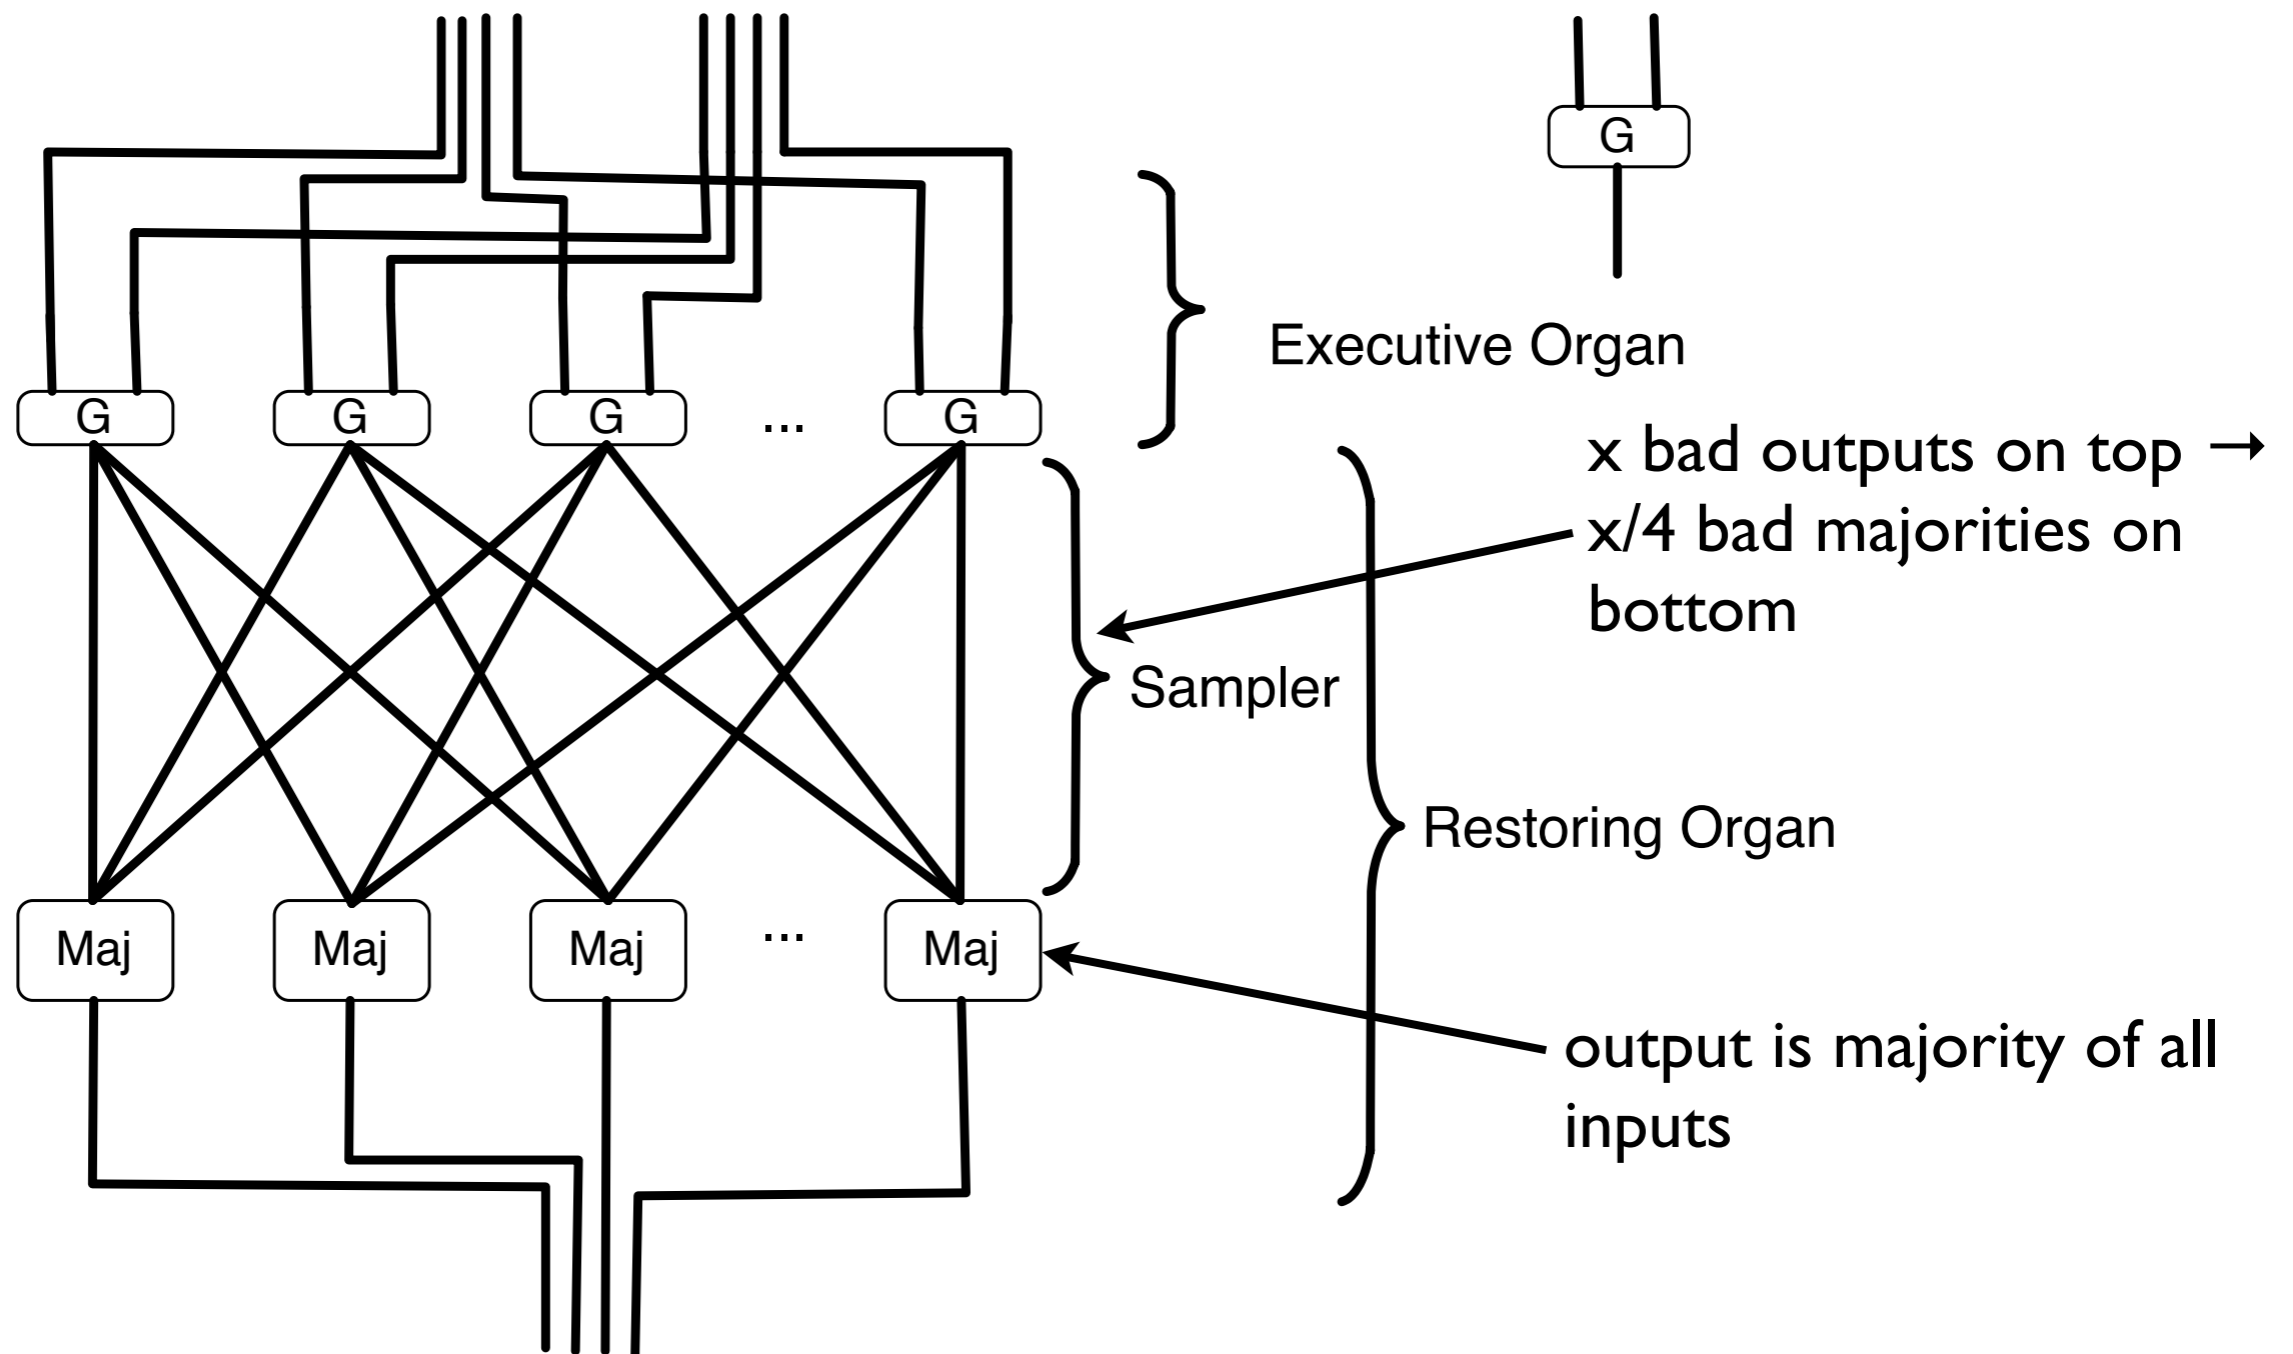 G
Executive Organ
G G G ... G
x bad outputs on top →
x/4 bad majorities on
bottom
Sampler
Restoring Organ
Maj Maj Maj ... Maj
output is majority of all
inputs